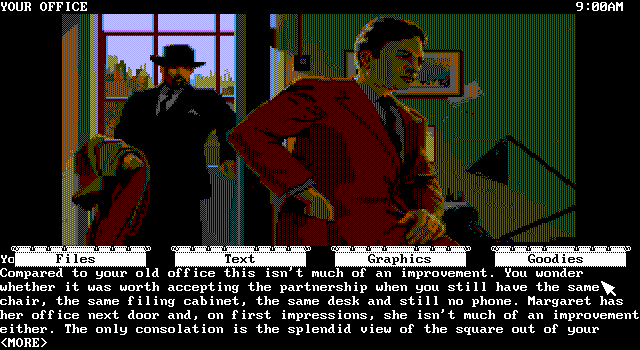 YOUR OFFICE 9:00AM
Files Text Graphics Goodies
Compared to your old office this isn't much of an improvement. You wonder
whether it was worth accepting the partnership when you still have the same
chair, the same filing cabinet, the same desk and still no phone. Margaret has
her office next door and, on first impressions, she isn't much of an improvement
either. The only consolation is the splendid view of the square out of your
<MORE>